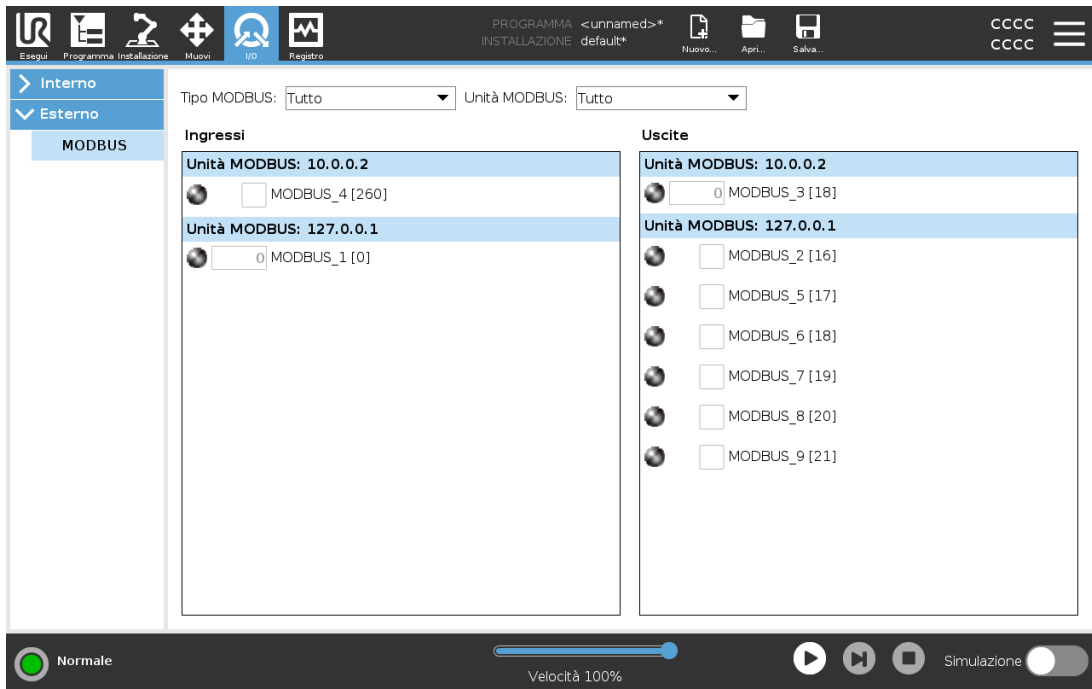 PROGRAMMA <unnamed>*
INSTALLAZIONE default*
CCCC
CCCC
Esegui Programma Installazione Muovi I/O Registro Nuovo... Apri... Salva...
Interno
Esterno
MODBUS
Tipo MODBUS: Tutto Unità MODBUS: Tutto
Ingressi
Unità MODBUS: 10.0.0.2
MODBUS_4 [260]
Unità MODBUS: 127.0.0.1
0 MODBUS_1 [0]
Uscite
Unità MODBUS: 10.0.0.2
0 MODBUS_3 [18]
Unità MODBUS: 127.0.0.1
MODBUS_2 [16]
MODBUS_5 [17]
MODBUS_6 [18]
MODBUS_7 [19]
MODBUS_8 [20]
MODBUS_9 [21]
Normale
Velocità 100%
Simulazione